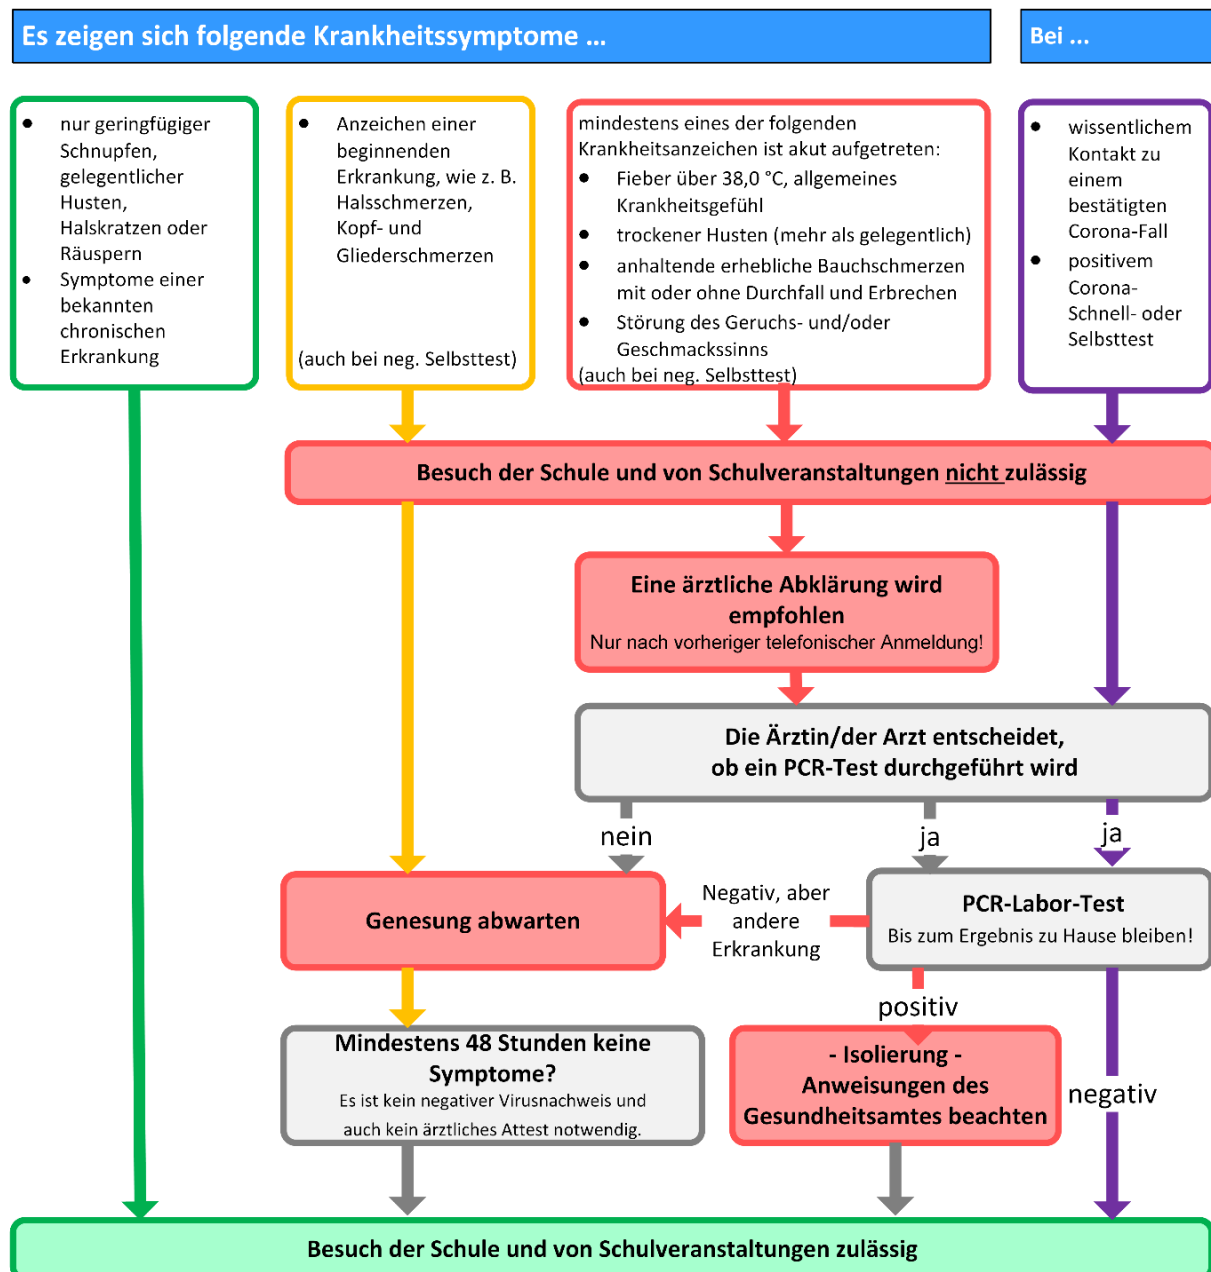 Es zeigen sich folgende Krankheitssymptome ...
Bei ...
● nur geringfügiger
Schnupfen,
gelegentlicher
Husten,
Halskratzen oder
Räuspern
● Symptome einer
bekannten
chronischen
Erkrankung
● Anzeichen einer
beginnenden
Erkrankung, wie z. B.
Halsschmerzen,
Kopf- und
Gliederschmerzen
(auch bei neg. Selbsttest)
mindestens eines der folgenden
Krankheitsanzeichen ist akut aufgetreten:
● Fieber über 38,0 °C, allgemeines
Krankheitsgefühl
● trockener Husten (mehr als gelegentlich)
● anhaltende erhebliche Bauchschmerzen
mit oder ohne Durchfall und Erbrechen
● Störung des Geruchs- und/oder
Geschmackssinns
(auch bei neg. Selbsttest)
● wissentlichem
Kontakt zu
einem
bestätigten
Corona-Fall
● positivem
Corona-
Schnell- oder
Selbsttest
Besuch der Schule und von Schulveranstaltungen nicht zulässig
Eine ärztliche Abklärung wird
empfohlen
Nur nach vorheriger telefonischer Anmeldung!
Die Ärztin/der Arzt entscheidet,
ob ein PCR-Test durchgeführt wird
nein
ja
ja
Genesung abwarten
Negativ, aber
andere
Erkrankung
PCR-Labor-Test
Bis zum Ergebnis zu Hause bleiben!
positiv
Mindestens 48 Stunden keine
Symptome?
Es ist kein negativer Virusnachweis und
auch kein ärztliches Attest notwendig.
- Isolierung -
Anweisungen des
Gesundheitsamtes beachten
negativ
Besuch der Schule und von Schulveranstaltungen zulässig